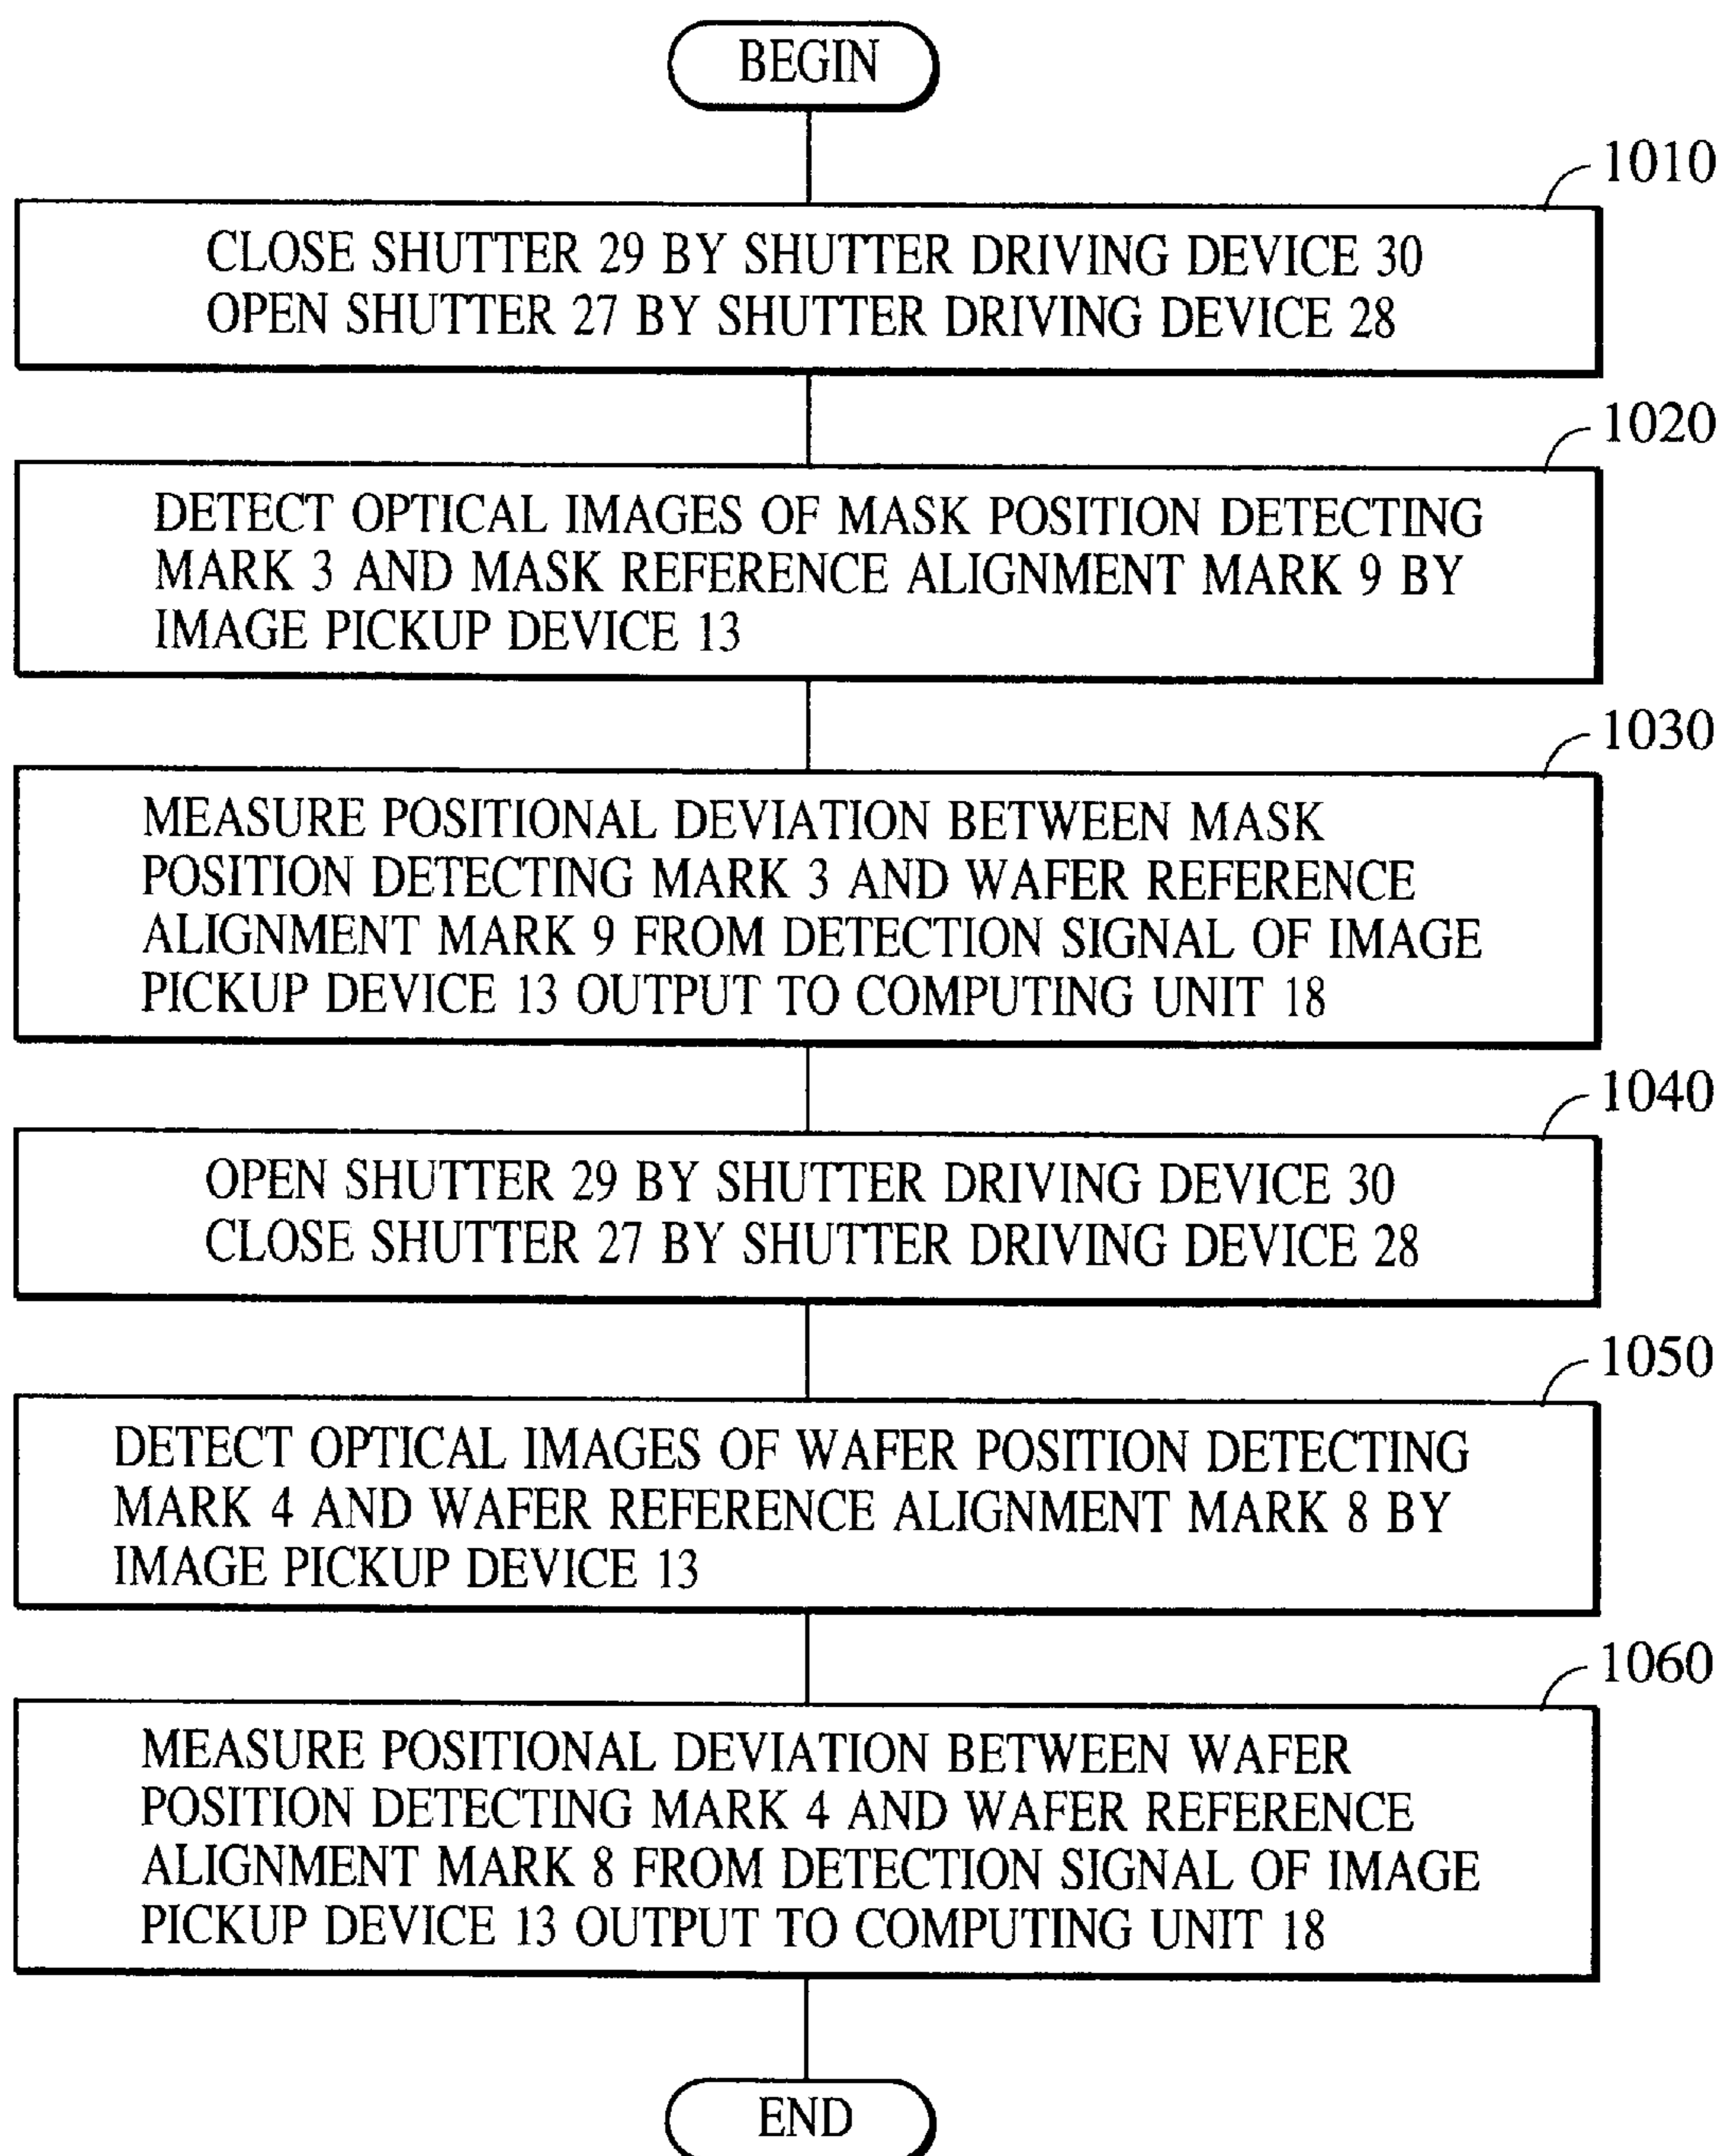 BEGIN
1010
CLOSE SHUTTER 29 BY SHUTTER DRIVING DEVICE 30
OPEN SHUTTER 27 BY SHUTTER DRIVING DEVICE 28
1020
DETECT OPTICAL IMAGES OF MASK POSITION DETECTING
MARK 3 AND MASK REFERENCE ALIGNMENT MARK 9 BY
IMAGE PICKUP DEVICE 13
1030
MEASURE POSITIONAL DEVIATION BETWEEN MASK
POSITION DETECTING MARK 3 AND WAFER REFERENCE
ALIGNMENT MARK 9 FROM DETECTION SIGNAL OF IMAGE
PICKUP DEVICE 13 OUTPUT TO COMPUTING UNIT 18
1040
OPEN SHUTTER 29 BY SHUTTER DRIVING DEVICE 30
CLOSE SHUTTER 27 BY SHUTTER DRIVING DEVICE 28
1050
DETECT OPTICAL IMAGES OF WAFER POSITION DETECTING
MARK 4 AND WAFER REFERENCE ALIGNMENT MARK 8 BY
IMAGE PICKUP DEVICE 13
1060
MEASURE POSITIONAL DEVIATION BETWEEN WAFER
POSITION DETECTING MARK 4 AND WAFER REFERENCE
ALIGNMENT MARK 8 FROM DETECTION SIGNAL OF IMAGE
PICKUP DEVICE 13 OUTPUT TO COMPUTING UNIT 18
END